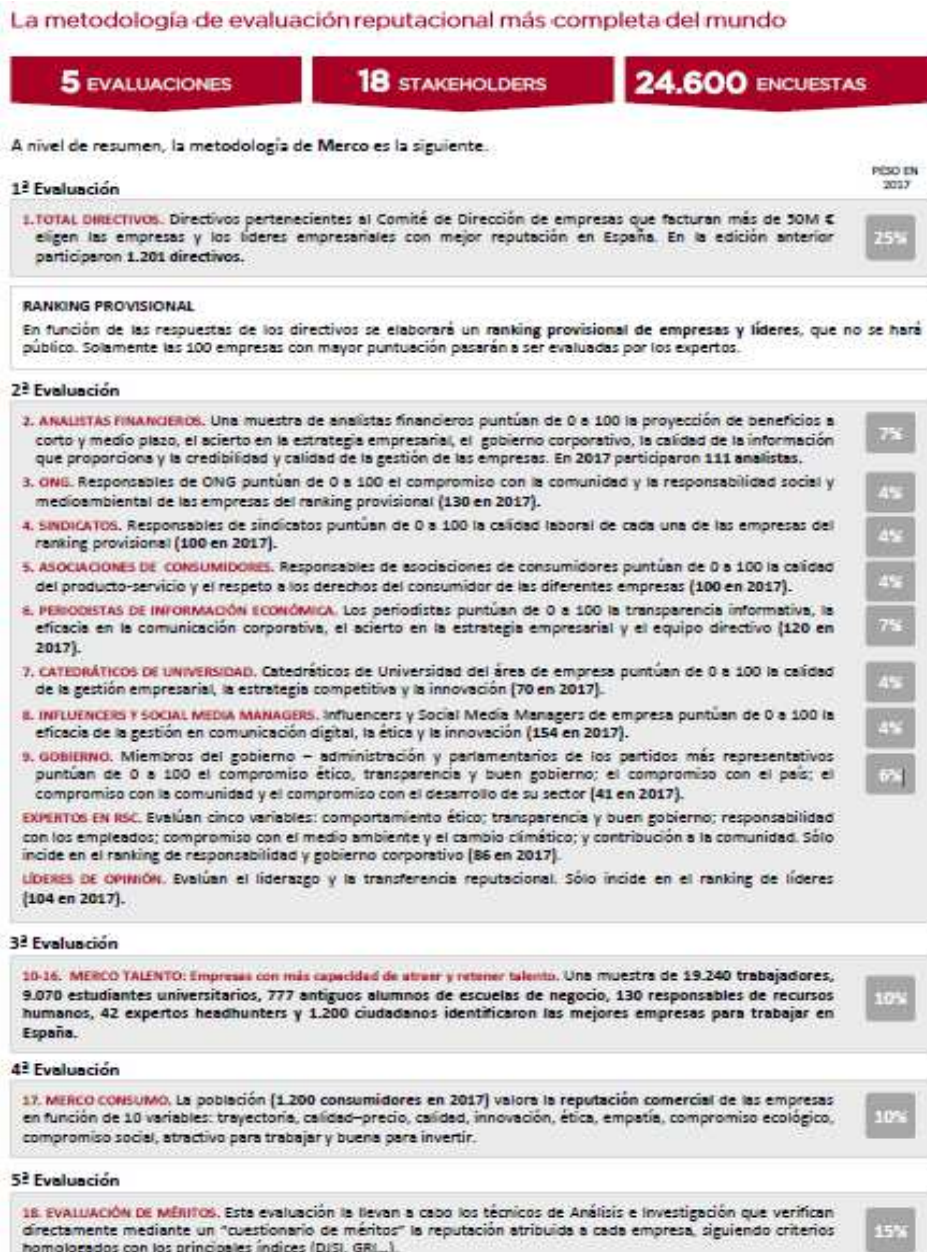 La metodología de evaluación reputacional más completa del mundo
5 EVALUACIONES
18 STAKEHOLDERS
24.600 ENCUESTAS
A nivel de resumen, la metodología de Merco es la siguiente.
PESO EN
2017
1ª Evaluación
1. TOTAL DIRECTIVOS. Directivos pertenecientes al Comité de Dirección de empresas que facturan más de 50M €
eligen las empresas y los líderes empresariales con mejor reputación en España. En la edición anterior
participaron 1.201 directivos.
25%
RANKING PROVISIONAL
En función de las respuestas de los directivos se elaborará un ranking provisional de empresas y líderes, que no se hará
público. Solamente las 100 empresas con mayor puntuación pasarán a ser evaluadas por los expertos.
2ª Evaluación
2. ANALISTAS FINANCIEROS. Una muestra de analistas financieros puntúan de 0 a 100 la proyección de beneficios a
corto y medio plazo, el acierto en la estrategia empresarial, el gobierno corporativo, la calidad de la información
que proporciona y la credibilidad y calidad de la gestión de las empresas. En 2017 participaron 111 analistas.
7%
3. ONG. Responsables de ONG puntúan de 0 a 100 el compromiso con la comunidad y la responsabilidad social y
medioambiental de las empresas del ranking provisional (130 en 2017).
4%
4. SINDICATOS. Responsables de sindicatos puntúan de 0 a 100 la calidad laboral de cada una de las empresas del
ranking provisional (100 en 2017).
4%
5. ASOCIACIONES DE CONSUMIDORES. Responsables de asociaciones de consumidores puntúan de 0 a 100 la calidad
del producto-servicio y el respeto a los derechos del consumidor de las diferentes empresas (100 en 2017).
4%
6. PERIODISTAS DE INFORMACIÓN ECONÓMICA. Los periodistas puntúan de 0 a 100 la transparencia informativa, la
eficacia en la comunicación corporativa, el acierto en la estrategia empresarial y el equipo directivo (120 en
2017).
7%
7. CATEDRÁTICOS DE UNIVERSIDAD. Catedráticos de Universidad del área de empresa puntúan de 0 a 100 la calidad
de la gestión empresarial, la estrategia competitiva y la innovación (70 en 2017).
4%
8. INFLUENCERS Y SOCIAL MEDIA MANAGERS. Influencers y Social Media Managers de empresa puntúan de 0 a 100 la
eficacia de la gestión en comunicación digital, la ética y la innovación (154 en 2017).
4%
9. GOBIERNO. Miembros del gobierno – administración y parlamentarios de los partidos más representativos
puntúan de 0 a 100 el compromiso ético, transparencia y buen gobierno; el compromiso con el país; el
compromiso con la comunidad y el compromiso con el desarrollo de su sector (41 en 2017).
6%
EXPERTOS EN RSC. Evalúan cinco variables: comportamiento ético; transparencia y buen gobierno; responsabilidad
con los empleados; compromiso con el medio ambiente y el cambio climático; y contribución a la comunidad. Sólo
incide en el ranking de responsabilidad y gobierno corporativo (86 en 2017).
LÍDERES DE OPINIÓN. Evalúan el liderazgo y la transferencia reputacional. Sólo incide en el ranking de líderes
(104 en 2017).
3ª Evaluación
10-16. MERCO TALENTO: Empresas con más capacidad de atraer y retener talento. Una muestra de 19.240 trabajadores,
9.070 estudiantes universitarios, 777 antiguos alumnos de escuelas de negocio, 130 responsables de recursos
humanos, 42 expertos headhunters y 1.200 ciudadanos identificaron las mejores empresas para trabajar en
España.
10%
4ª Evaluación
17. MERCO CONSUMO. La población (1.200 consumidores en 2017) valora la reputación comercial de las empresas
en función de 10 variables: trayectoria, calidad–precio, calidad, innovación, ética, empatía, compromiso ecológico,
compromiso social, atractivo para trabajar y buena para invertir.
10%
5ª Evaluación
18. EVALUACIÓN DE MÉRITOS. Esta evaluación la llevan a cabo los técnicos de Análisis e Investigación que verifican
directamente mediante un "cuestionario de méritos" la reputación atribuida a cada empresa, siguiendo criterios
homologados con los principales índices (DJSI, GRI...).
15%